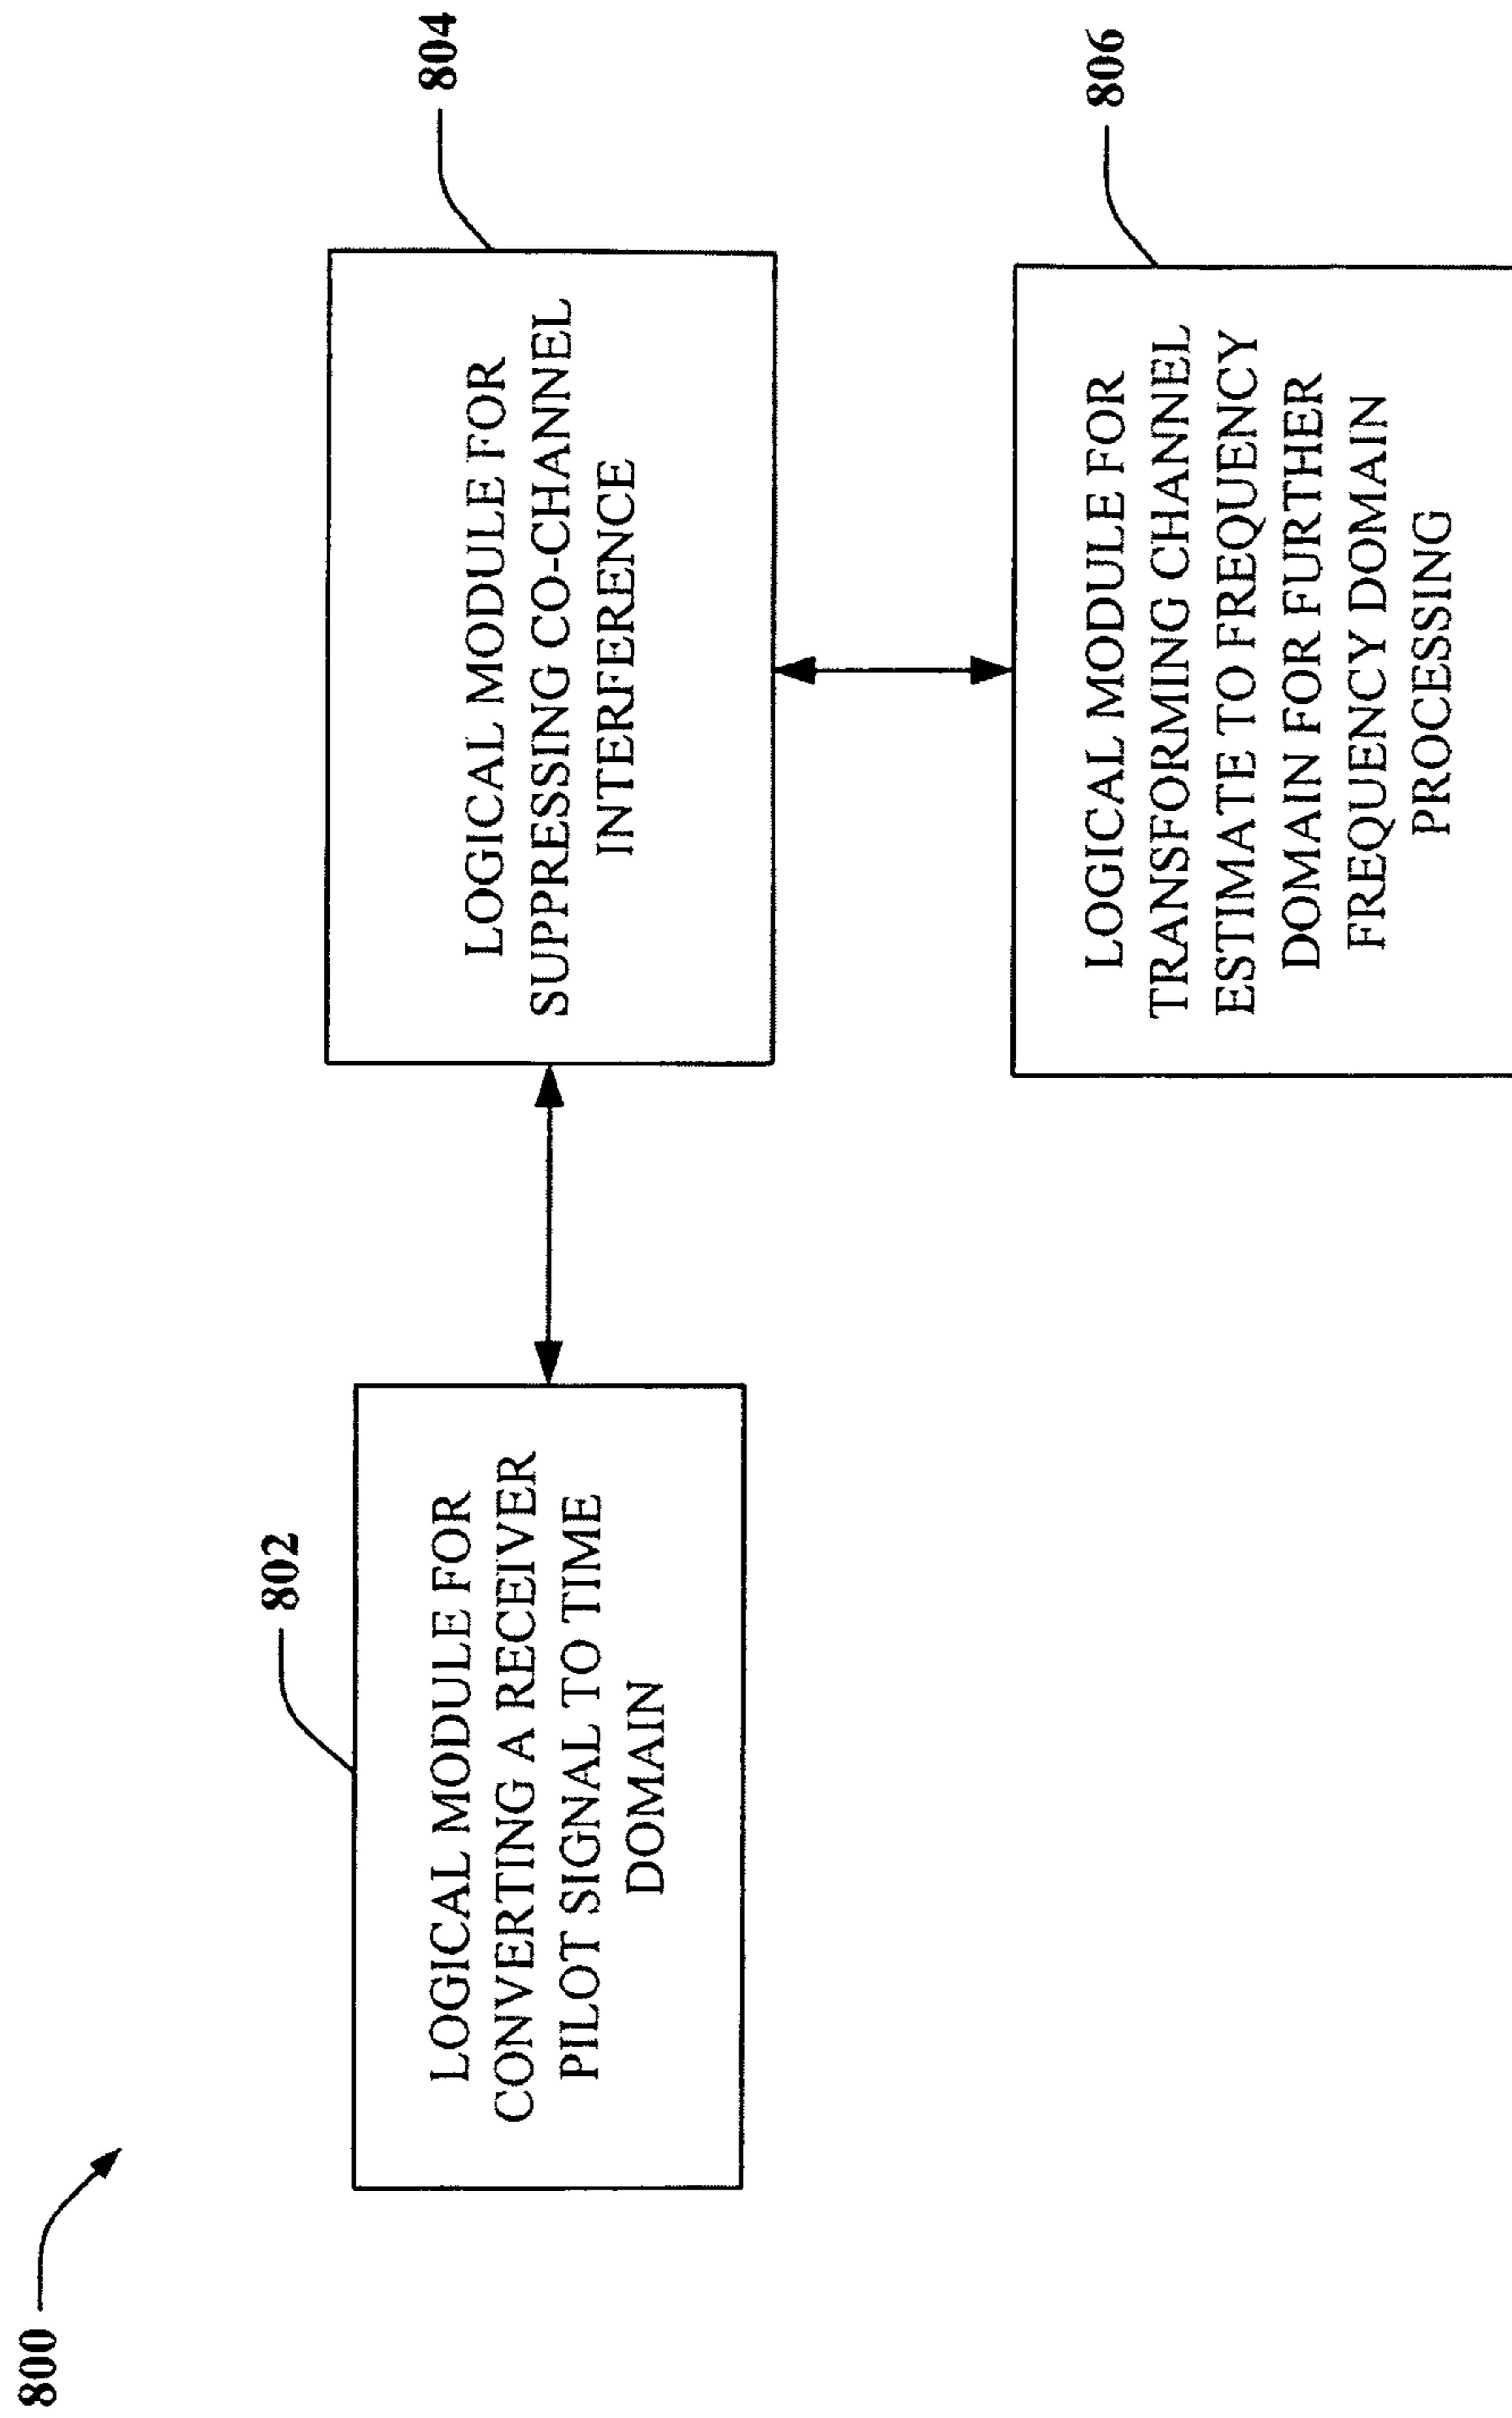 800
802
LOGICAL MODULE FOR
CONVERTING A RECEIVER
PILOT SIGNAL TO TIME
DOMAIN
804
LOGICAL MODULE FOR
SUPPRESSING CO-CHANNEL
INTERFERENCE
806
LOGICAL MODULE FOR
TRANSFORMING CHANNEL
ESTIMATE TO FREQUENCY
DOMAIN FOR FURTHER
FREQUENCY DOMAIN
PROCESSING